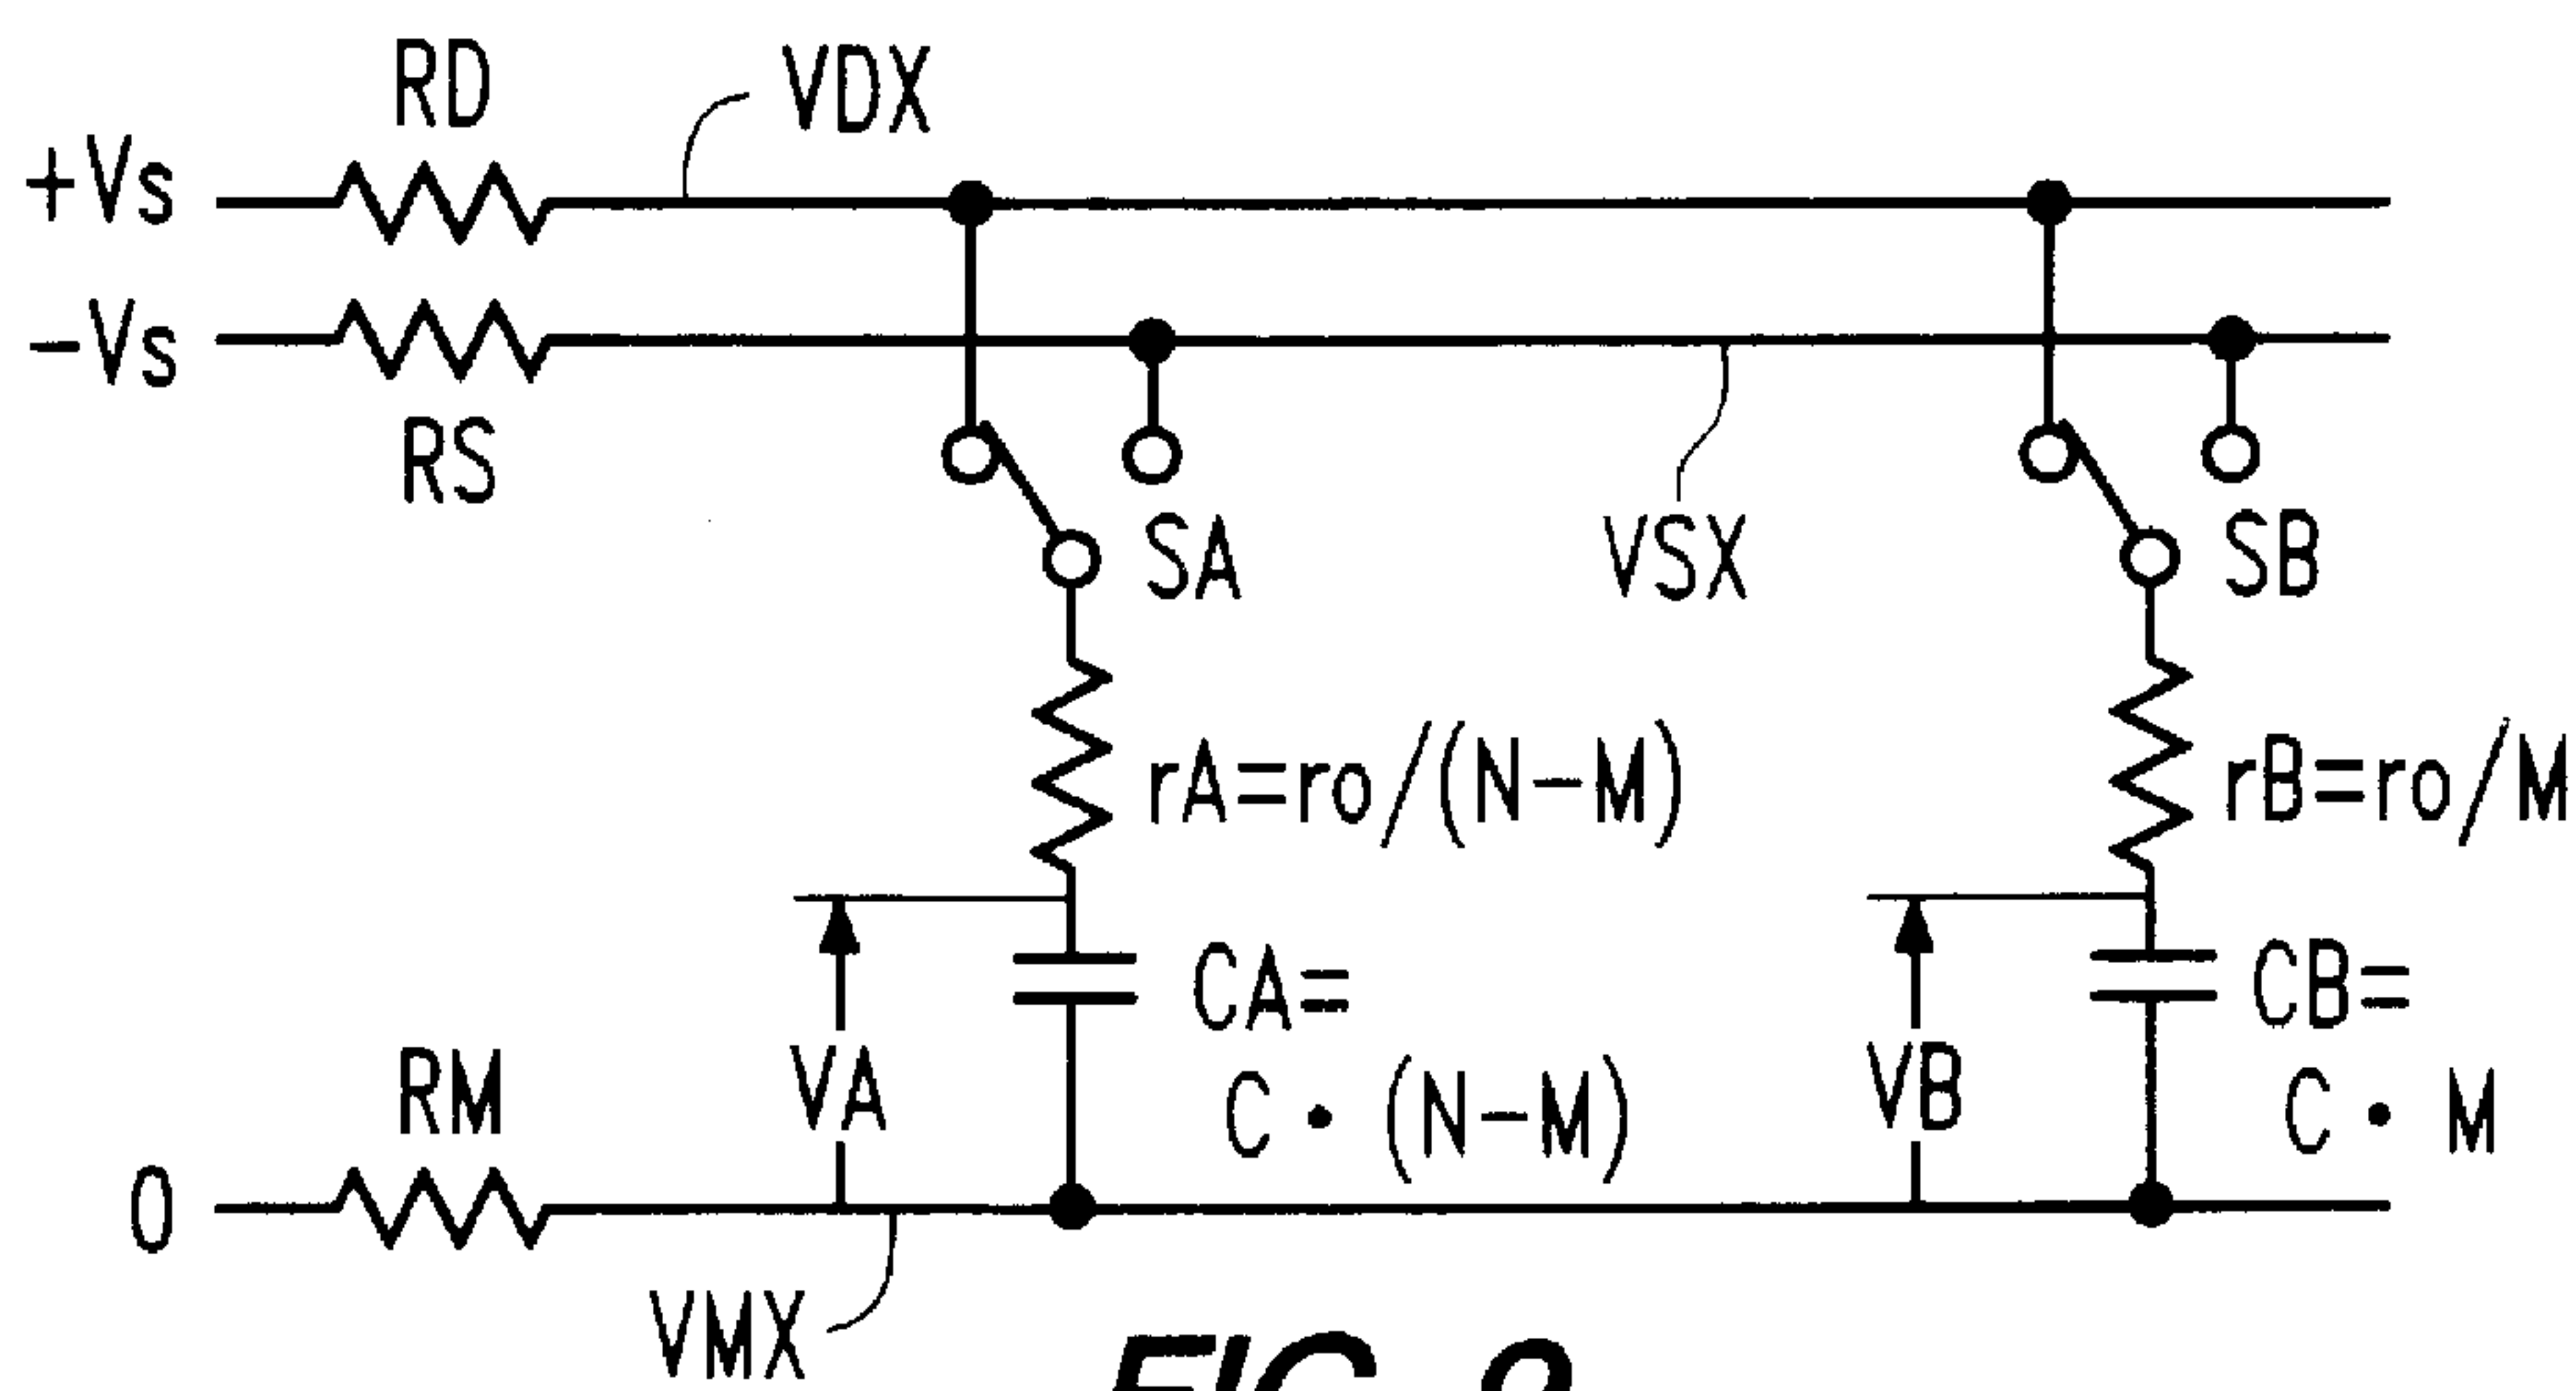 RD
VDX
+Vs
-Vs
RS
SA
VSX
SB
rA=ro/(N-M)
rB=ro/M
CA=
C • (N-M)
CB=
C • M
VA
VB
RM
0
VMX